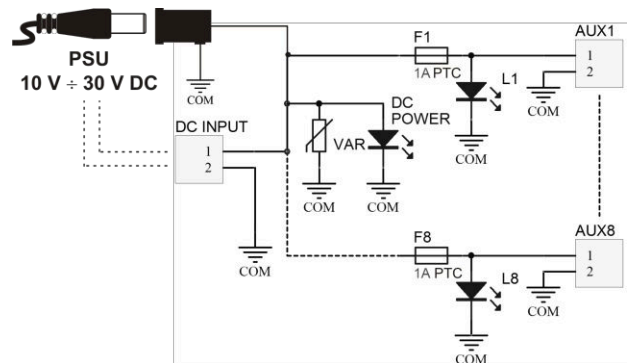 PSU
10 V ÷ 30 V DC
COM
DC INPUT
1
2
COM
VAR
COM
DC
POWER
COM
F1
1A PTC
L1
COM
AUX1
1
2
COM
F8
1A PTC
L8
COM
AUX8
1
2
COM